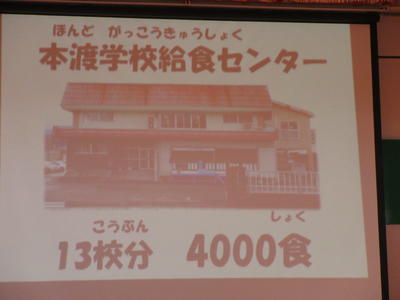 ほんど がっこうきゅうしょく
本渡学校給食センター
こうぶん しょく
13校分 4000食